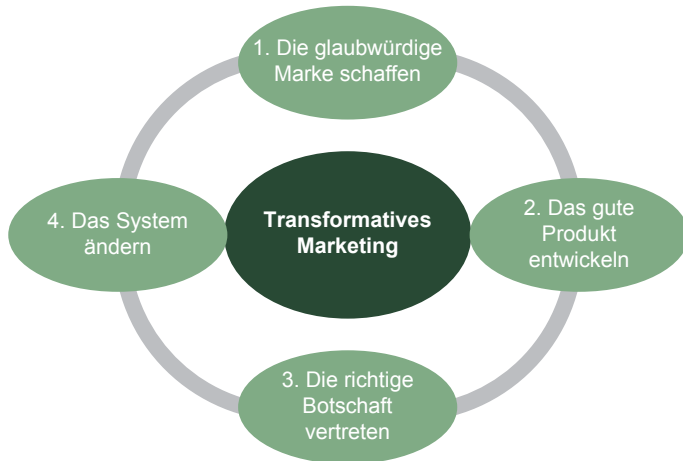 1. Die glaubwürdige
Marke schaffen
Transformatives
Marketing
2. Das gute
Produkt
entwickeln
3. Die richtige
Botschaft
vertreten
4. Das System
ändern